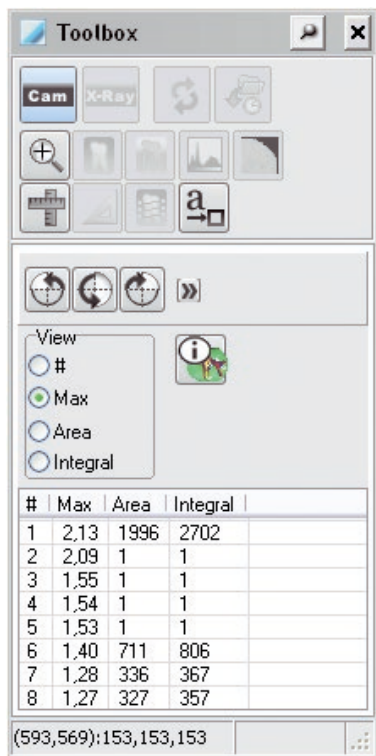 Toolbox
Cam X-Ray
a
View
#
Max
Area
Integral
# Max Area Integral
1 2,13 1996 2702
2 2,09 1 1
3 1,55 1 1
4 1,54 1 1
5 1,53 1 1
6 1,40 711 806
7 1,28 336 367
8 1,27 327 357
(593,569):153,153,153